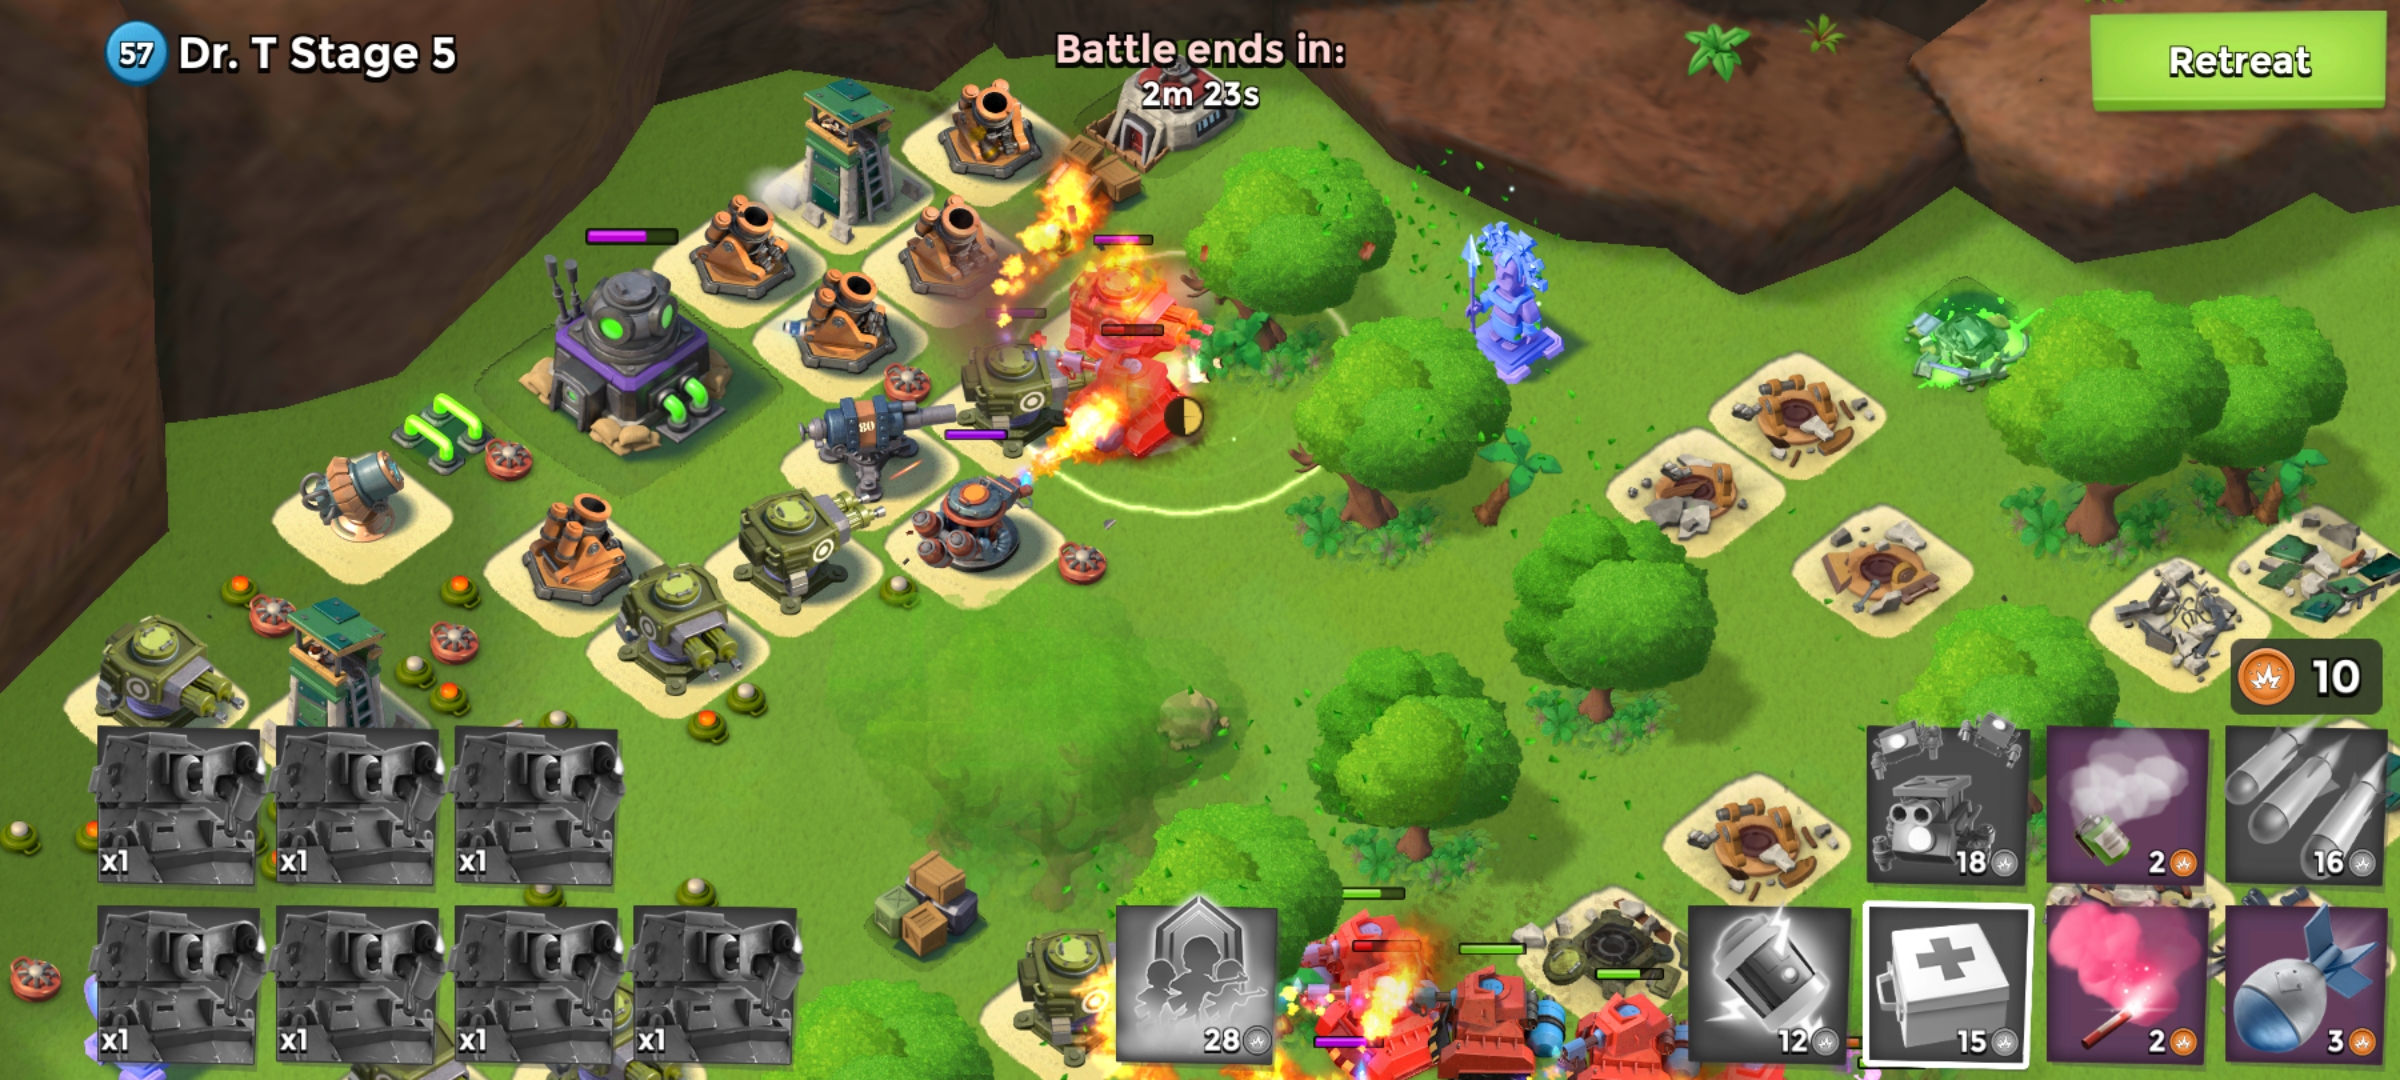 57 Dr. T Stage 5
Battle ends in:
2m 23s
Retreat
80
10
x1 x1 x1
18 2 16
x1 x1 x1 x1
28 12 15 2 3